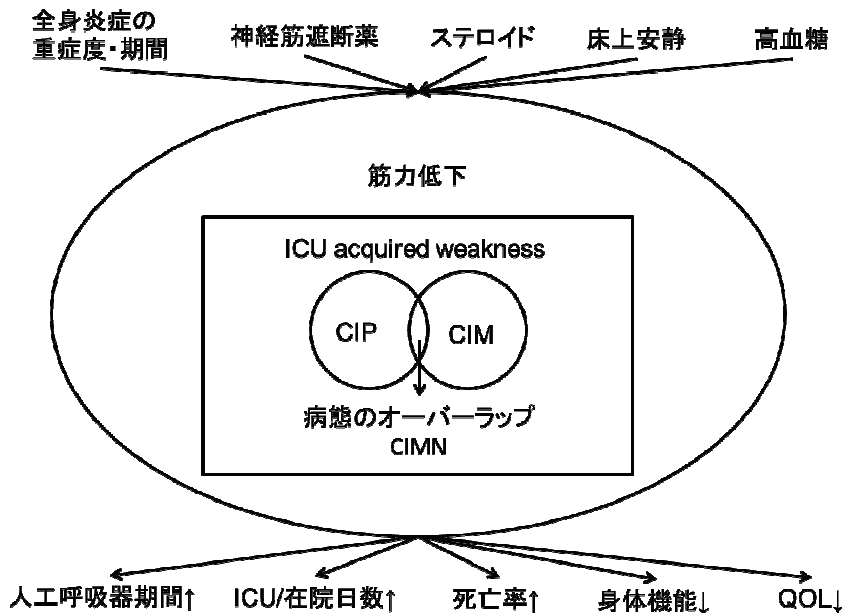 全身炎症の
重症度・期間
神経筋遮断薬
ステロイド
床上安静
高血糖
筋力低下
ICU acquired weakness
CIP
CIM
病態のオーバーラップ
CIMN
人工呼吸器期間↑
ICU/在院日数↑
死亡率↑
身体機能↓
QOL↓